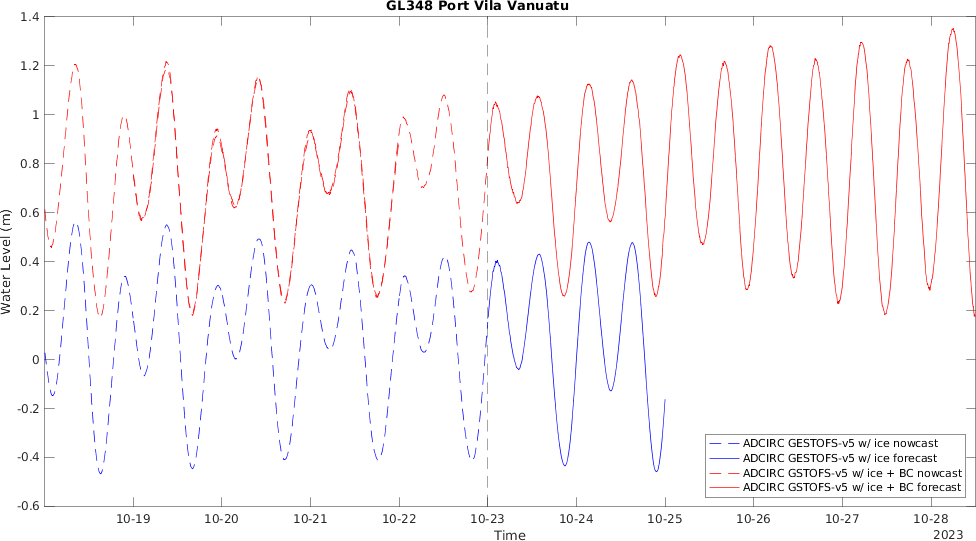 GL348 Port Vila Vanuatu
1.4
1.2
1
0.8
0.6
0.4
0.2
0
-0.2
-0.4
-0.6
Water Level (m)
ADCIRC GESTOFS-v5 w/ ice nowcast
ADCIRC GESTOFS-v5 w/ ice forecast
ADCIRC GSTOFS-v5 w/ ice + BC nowcast
ADCIRC GSTOFS-v5 w/ ice + BC forecast
10-19 10-20 10-21 10-22 10-23 10-24 10-25 10-26 10-27 10-28
Time
2023